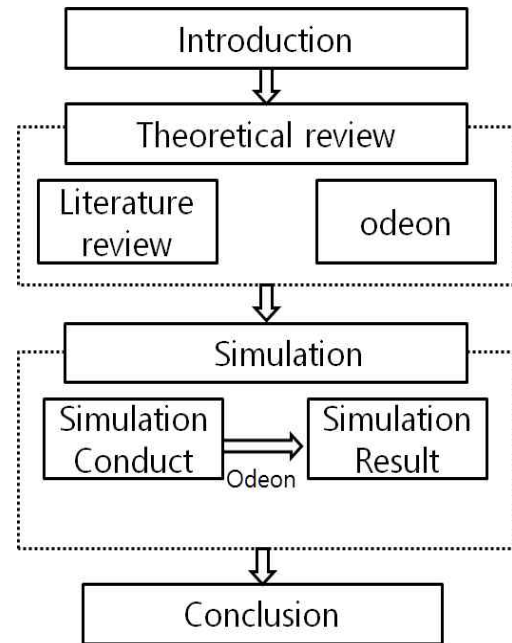 Introduction
Theoretical review
Literature
review
odeon
Simulation
Simulation
Conduct
Odeon
Simulation
Result
Conclusion